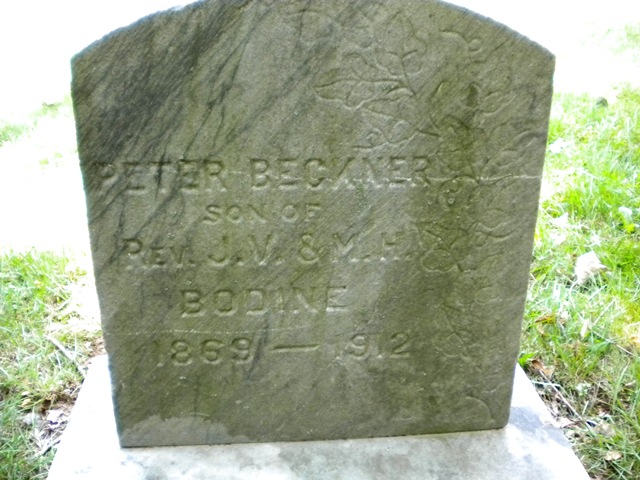 PETER BECKNER
SON OF
REV. J.V. & M.H.
BODINE
1869 — 1912